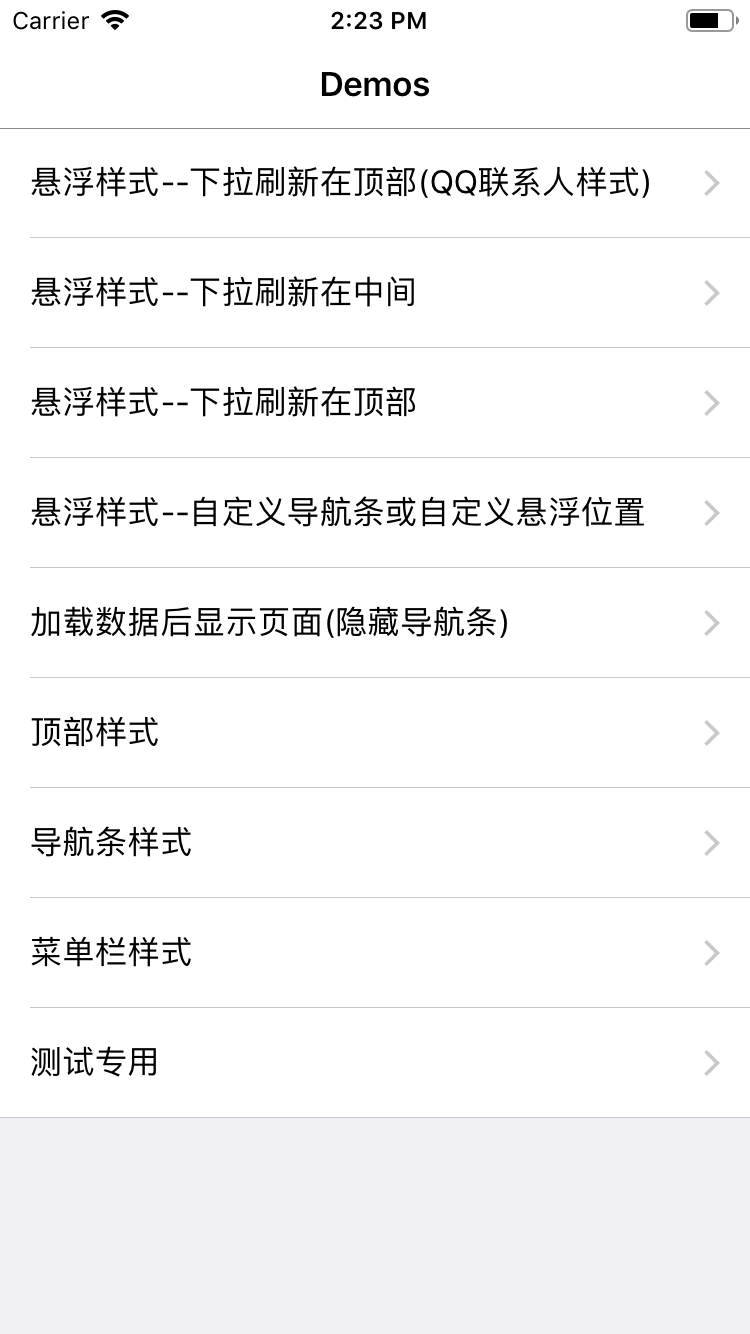 Carrier 2:23 PM
Demos
悬浮样式--下拉刷新在顶部(QQ联系人样式)
悬浮样式--下拉刷新在中间
悬浮样式--下拉刷新在顶部
悬浮样式--自定义导航条或自定义悬浮位置
加载数据后显示页面(隐藏导航条)
顶部样式
导航条样式
菜单栏样式
测试专用